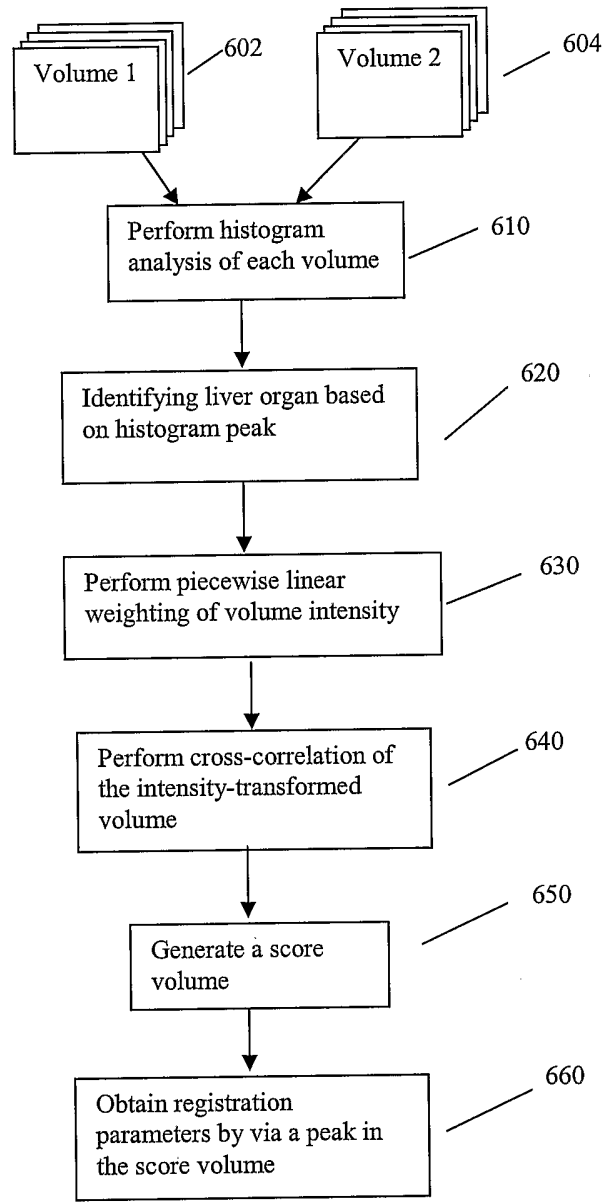 Volume 1
602
Volume 2
604
Perform histogram
analysis of each volume
610
Identifying liver organ based
on histogram peak
620
Perform piecewise linear
weighting of volume intensity
630
Perform cross-correlation of
the intensity-transformed
volume
640
Generate a score
volume
650
Obtain registration
parameters by via a peak in
the score volume
660